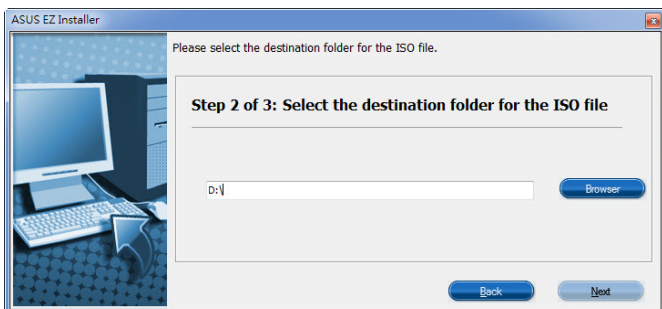 ASUS EZ Installer
Please select the destination folder for the ISO file.
Step 2 of 3: Select the destination folder for the ISO file
D:\
Browser
Back
Next